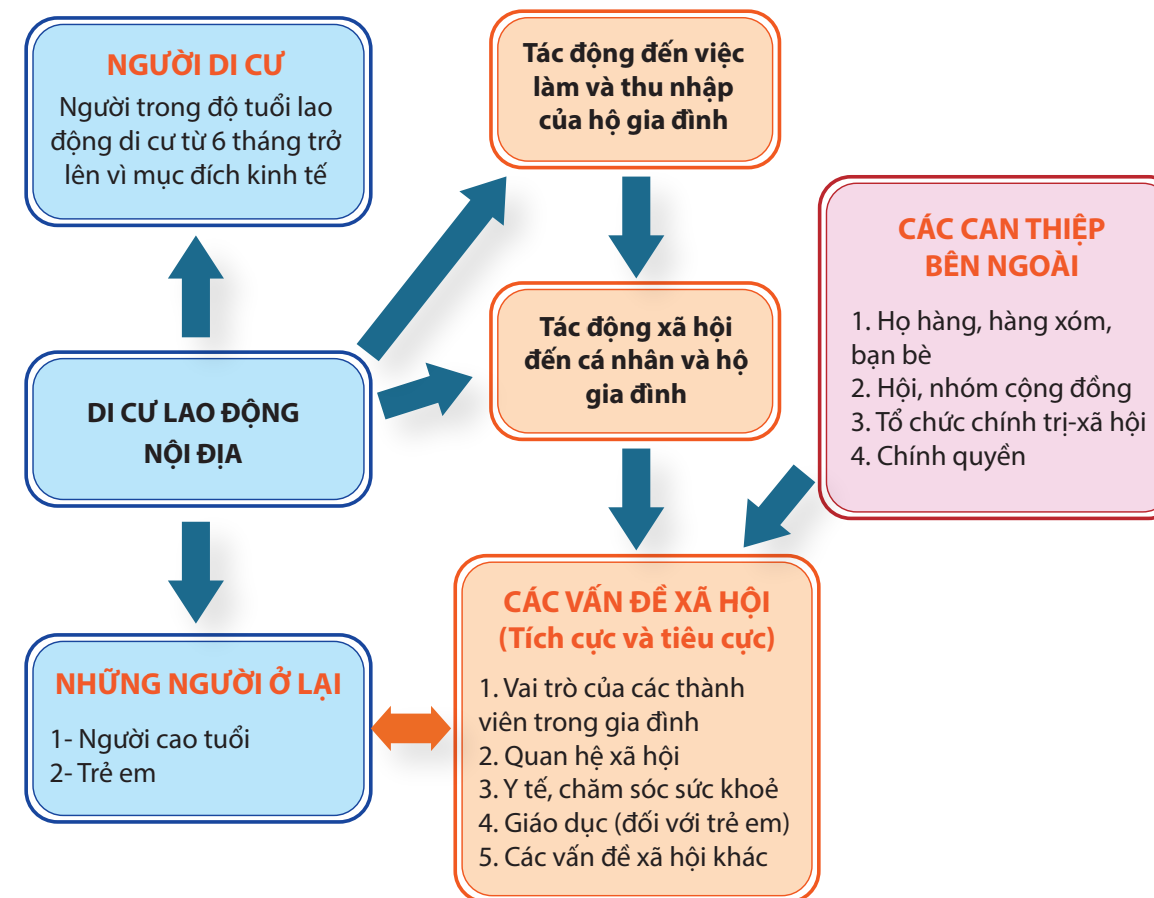 NGƯỜI DI CƯ
Người trong độ tuổi lao
động di cư từ 6 tháng trở
lên vì mục đích kinh tế
Tác động đến việc
làm và thu nhập
của hộ gia đình
CÁC CAN THIỆP
BÊN NGOÀI
1. Họ hàng, hàng xóm,
bạn bè
2. Hội, nhóm cộng đồng
3. Tổ chức chính trị-xã hội
4. Chính quyền
Tác động xã hội
đến cá nhân và hộ
gia đình
DI CƯ LAO ĐỘNG
NỘI ĐỊA
CÁC VẤN ĐỀ XÃ HỘI
(Tích cực và tiêu cực)
1. Vai trò của các thành
viên trong gia đình
2. Quan hệ xã hội
3. Y tế, chăm sóc sức khoẻ
4. Giáo dục (đối với trẻ em)
5. Các vấn đề xã hội khác
NHỮNG NGƯỜI Ở LẠI
1- Người cao tuổi
2- Trẻ em